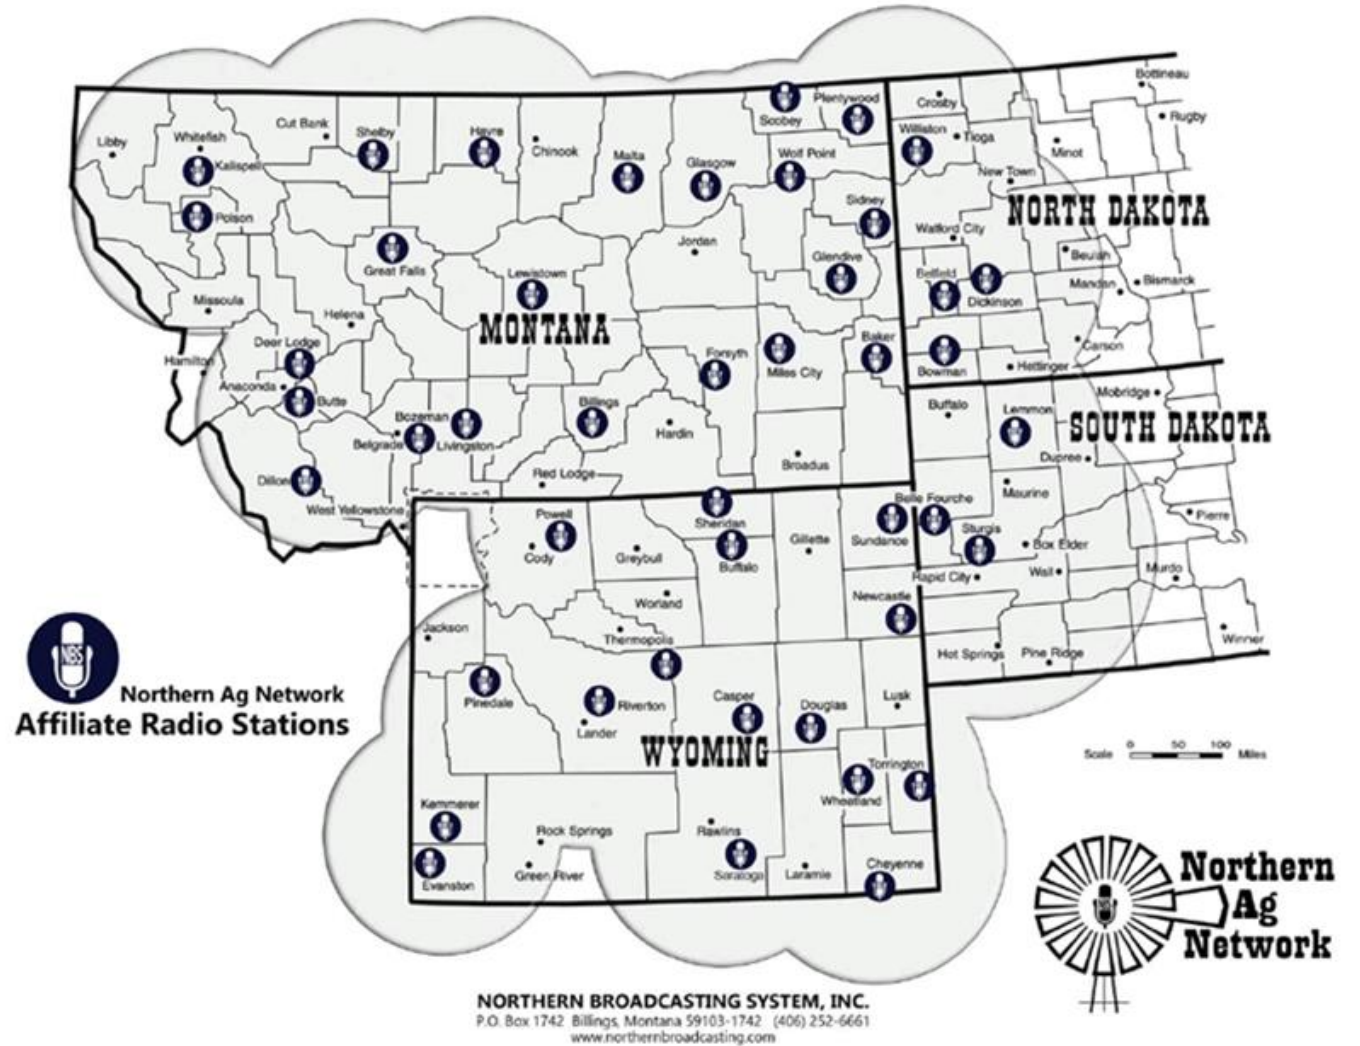 Bottineau
Plentywood
Crosby
Scobey
Rugby
Cut Bank
Shelby
Havre
Williston
Tioga
Libby
Whitefish
Chinook
Minot
Malta
Wolf Point
Glasgow
Kalispell
New Town
Sidney
NORTH DAKOTA
Polson
Watford City
Jordan
Beulah
Great Falls
Lewistown
Glendive
Belfield
Mandan
Bismarck
Missoula
Dickinson
Helena
MONTANA
Deer Lodge
Baker
Carson
Hamilton
Forsyth
Miles City
Bowman
Hettinger
Anaconda
Butte
Mobridge
Bozeman
Billings
Buffalo
Lemmon
SOUTH DAKOTA
Belgrade
Livingston
Hardin
Dupree
Broadus
Dillon
Red Lodge
Maurine
West Yellowstone
Belle Fourche
Powell
Sheridan
Pierre
Sturgis
Gillette
Sundance
Cody
Greybull
Box Elder
Buffalo
Rapid City
Wall
Murdo
Newcastle
Worland
Jackson
Thermopolis
Winner
Hot Springs
Pine Ridge
NBS
Northern Ag Network
Affiliate Radio Stations
Pinedale
Riverton
Casper
Douglas
Lusk
Lander
WYOMING
Scale 0 50 100 Miles
Torrington
Wheatland
Kemmerer
Rock Springs
Rawlins
Green River
Saratoga
Laramie
Cheyenne
Evanston
Northern
Ag
Network
NORTHERN BROADCASTING SYSTEM, INC.
P.O. Box 1742 Billings, Montana 59103-1742 (406) 252-6661
www.northernbroadcasting.com